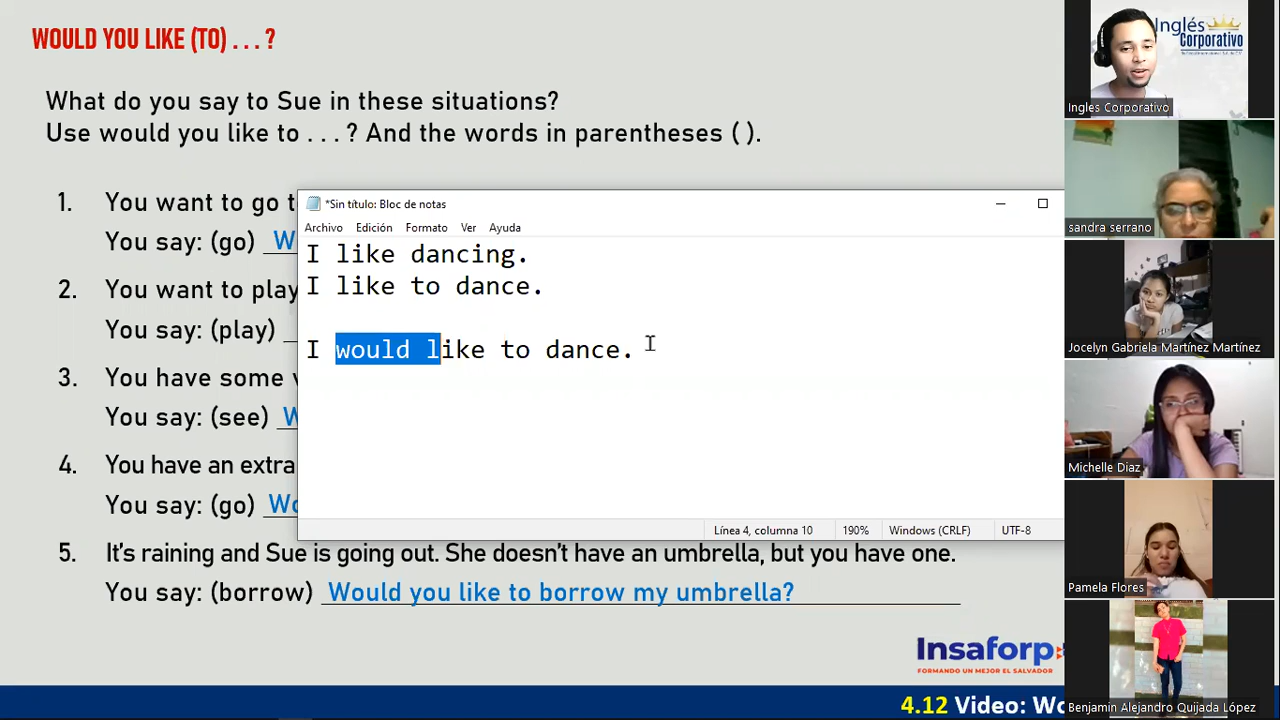 WOULD YOU LIKE (TO) . . . ?
What do you say to Sue in these situations?
Use would you like to . . . ? And the words in parentheses ( ).
1. You want to go t
You say: (go) W
2. You want to play
You say: (play)
3. You have some
You say: (see) W
4. You have an extra
You say: (go) Wo
5. It's raining and Sue is going out. She doesn't have an umbrella, but you have one.
You say: (borrow) Would you like to borrow my umbrella?
*Sin título: Bloc de notas
Archivo Edición Formato Ver Ayuda
I like dancing.
I like to dance.
I would like to dance.
Línea 4, columna 10 190% Windows (CRLF) UTF-8
Insaforp
FORMANDO UN MEJOR EL SALVADOR
4.12 Video: Wo
Inglés
Corporativo
Ingles Corporativo
sandra serrano
Jocelyn Gabriela Martínez Martínez
Michelle Diaz
Pamela Flores
Benjamin Alejandro Quijada López